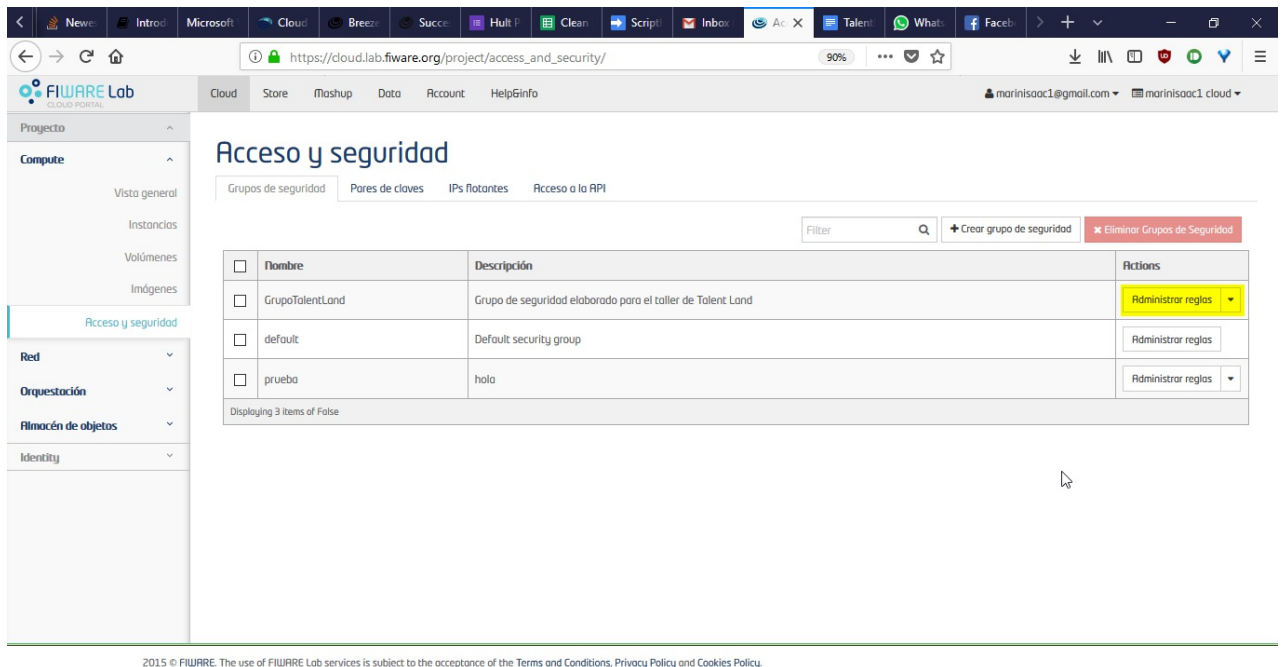 Newe Introd Microsoft Cloud Breeze Succe Hult P Clean Script Inbox Ac Talent Whats Faceb
https://cloud.lab.fiware.org/project/access_and_security/ 90%
FIWARE Lab
CLOUD PORTAL
Cloud Store Mashup Data Account Help&info marinisaac1@gmail.com marinisaac1 cloud
Proyecto
Compute
Vista general
Instancias
Volúmenes
Imágenes
Acceso y seguridad
Red
Orquestación
Almacén de objetos
Identity
Acceso y seguridad
Grupos de seguridad Pares de claves IPs flotantes Acceso a la API
Filter + Crear grupo de seguridad Eliminar Grupos de Seguridad
Nombre Descripción Actions
GrupoTalentLand Grupo de seguridad elaborado para el taller de Talent Land Administrar reglas
default Default security group Administrar reglas
prueba hola Administrar reglas
Displaying 3 items of False
2015 © FIWARE. The use of FIWARE Lab services is subject to the acceptance of the Terms and Conditions, Privacy Policy and Cookies Policy.